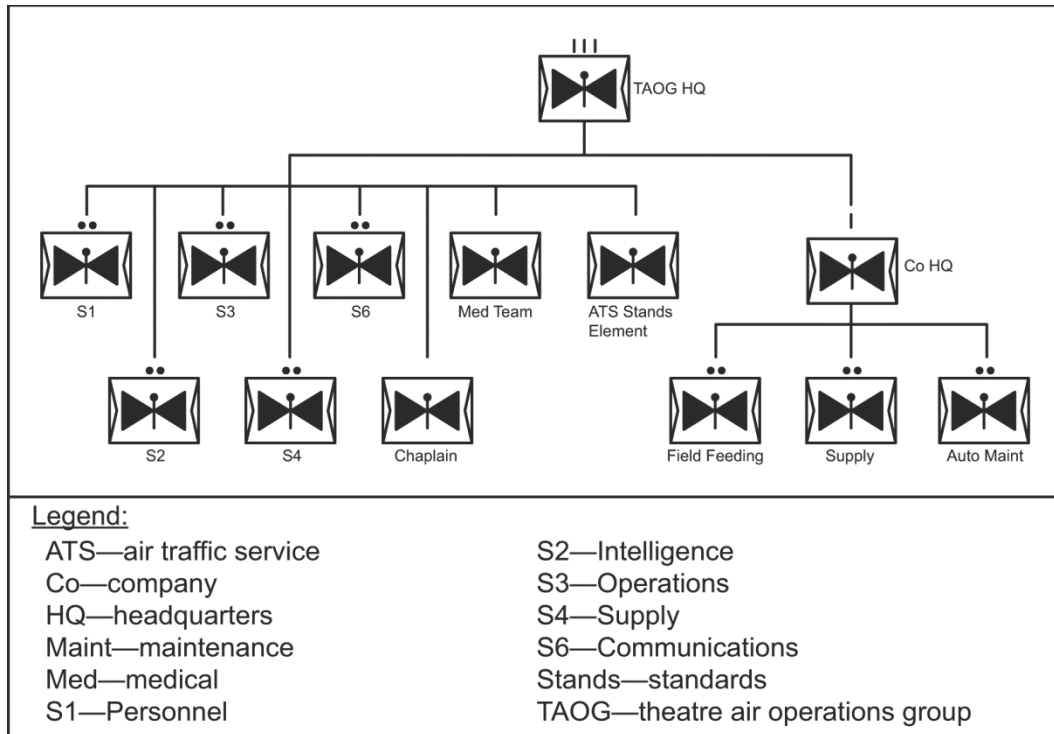 TAOG HQ
Co HQ
S1
S3
S6
Med Team
ATS Stands
Element
S2
S4
Chaplain
Field Feeding
Supply
Auto Maint
Legend:
ATS—air traffic service
Co—company
HQ—headquarters
Maint—maintenance
Med—medical
S1—Personnel
S2—Intelligence
S3—Operations
S4—Supply
S6—Communications
Stands—standards
TAOG—theatre air operations group